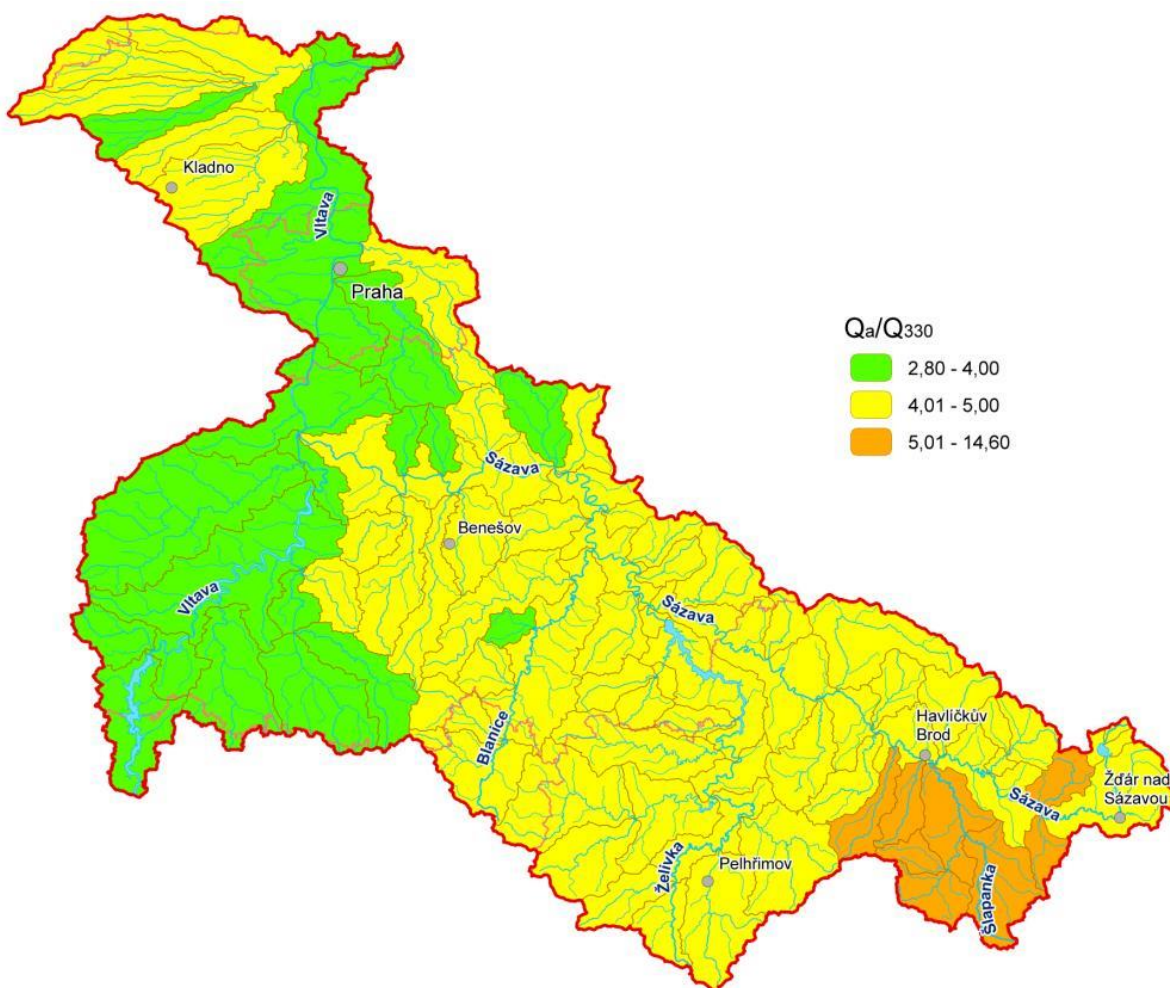 Kladno
Vltava
Praha
Qa/Q330
2,80 - 4,00
4,01 - 5,00
5,01 - 14,60
Sázava
Benešov
Vltava
Sázava
Blanice
Havlíčkův
Brod
Žďár nad
Sázavou
Sázava
Želivka
Pelhřimov
Šlapanka